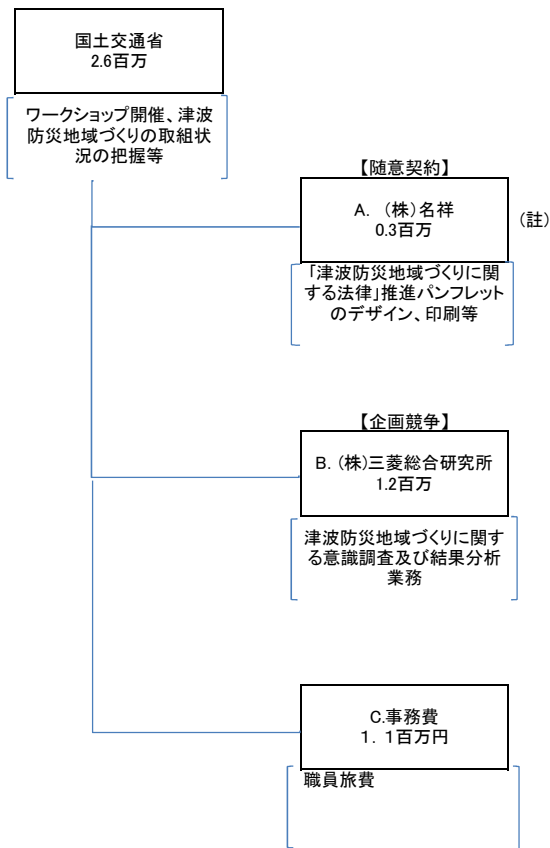 国土交通省
2.6百万
ワークショップ開催、津波
防災地域づくりの取組状
況の把握等
【随意契約】
A. （株）名祥
0.3百万
（註）
「津波防災地域づくりに関
する法律」推進パンフレット
のデザイン、印刷等
【企画競争】
B. （株）三菱総合研究所
1.2百万
津波防災地域づくりに関す
る意識調査及び結果分析
業務
C.事務費
１．１百万円
職員旅費